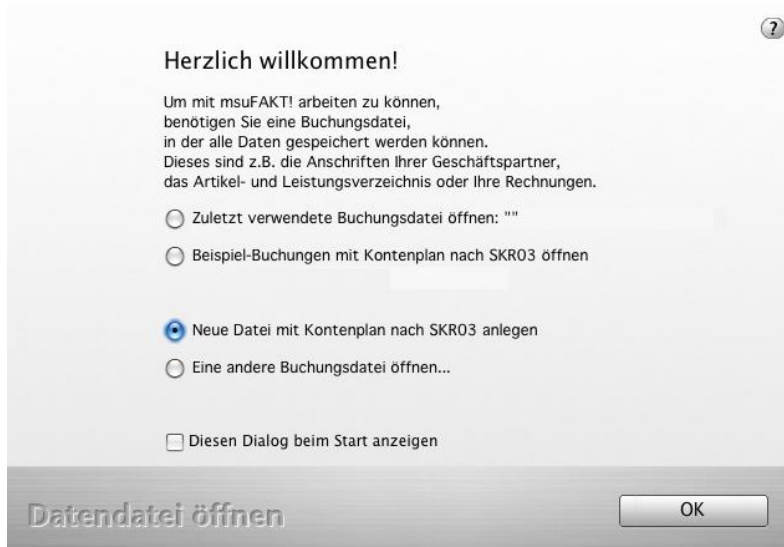 ?
Herzlich willkommen!
Um mit msuFAKT! arbeiten zu können,
benötigen Sie eine Buchungsdatei,
in der alle Daten gespeichert werden können.
Dieses sind z.B. die Anschriften Ihrer Geschäftspartner,
das Artikel- und Leistungsverzeichnis oder Ihre Rechnungen.
Zuletzt verwendete Buchungsdatei öffnen: ""
Beispiel-Buchungen mit Kontenplan nach SKR03 öffnen
Neue Datei mit Kontenplan nach SKR03 anlegen
Eine andere Buchungsdatei öffnen...
Diesen Dialog beim Start anzeigen
Datendatei öffnen
OK